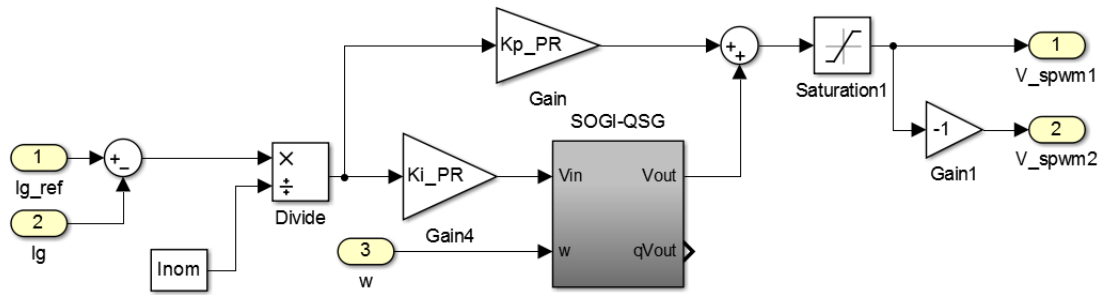 Kp_PR
Gain
+
+
Saturation1
1
V_spwm1
-1
Gain1
2
V_spwm2
SOGI-QSG
1
Ig_ref
+
−
2
Ig
×
÷
Divide
Inom
Ki_PR
Gain4
3
w
Vin
Vout
w
qVout